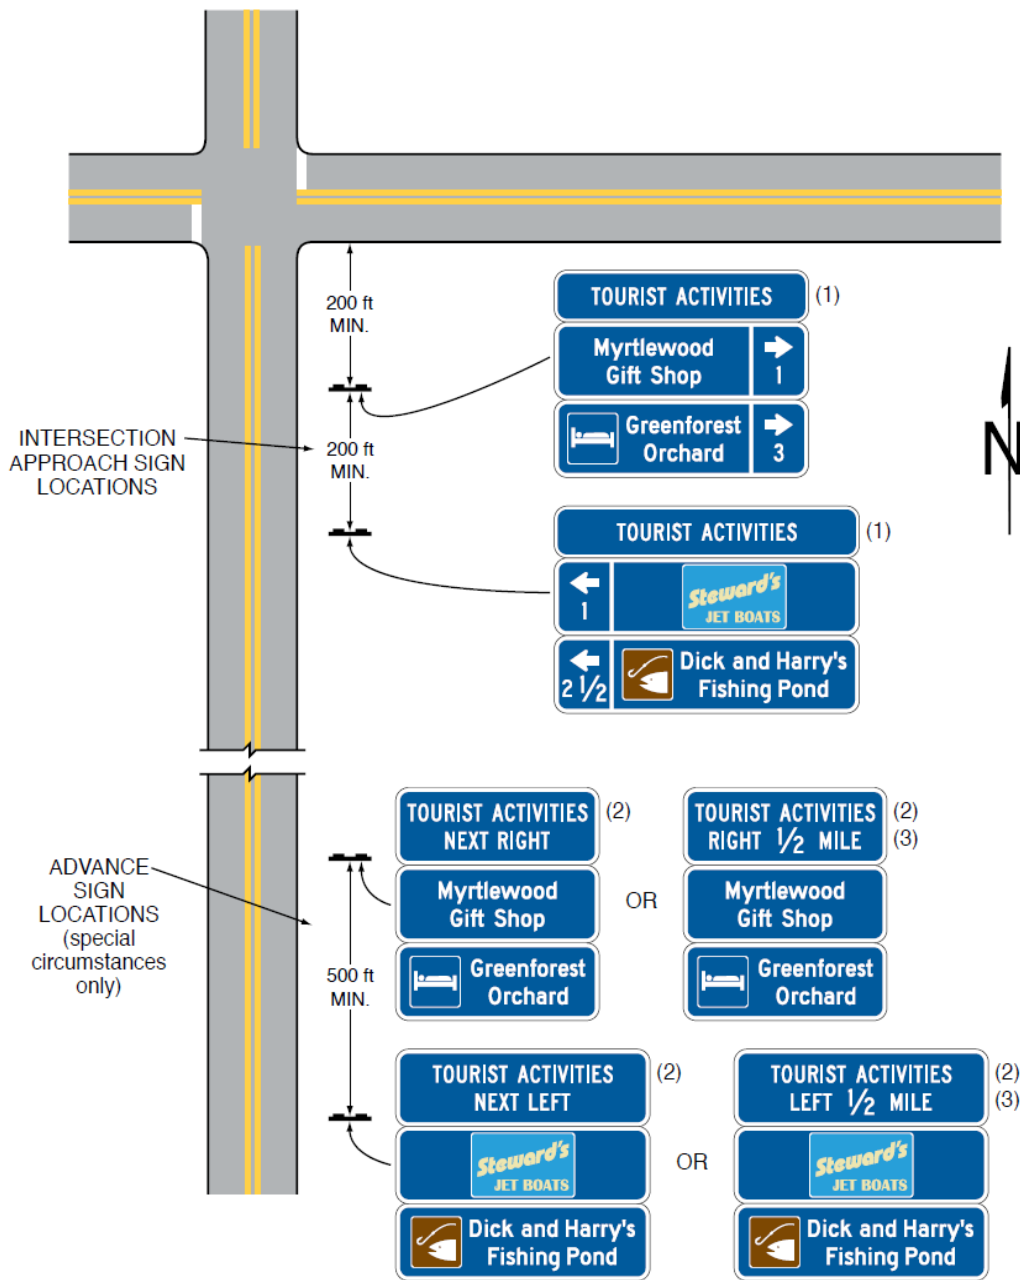 200 ft
MIN.
TOURIST ACTIVITIES
(1)
Myrtlewood
Gift Shop
1
Greenforest
Orchard
3
INTERSECTION
APPROACH SIGN
LOCATIONS
200 ft
MIN.
N
TOURIST ACTIVITIES
(1)
1
Steward's
JET BOATS
2 1/2
Dick and Harry's
Fishing Pond
ADVANCE
SIGN
LOCATIONS
(special
circumstances
only)
TOURIST ACTIVITIES
NEXT RIGHT
(2)
Myrtlewood
Gift Shop
Greenforest
Orchard
OR
TOURIST ACTIVITIES
RIGHT 1/2 MILE
(2)
(3)
Myrtlewood
Gift Shop
Greenforest
Orchard
500 ft
MIN.
TOURIST ACTIVITIES
NEXT LEFT
(2)
Steward's
JET BOATS
Dick and Harry's
Fishing Pond
OR
TOURIST ACTIVITIES
LEFT 1/2 MILE
(2)
(3)
Steward's
JET BOATS
Dick and Harry's
Fishing Pond